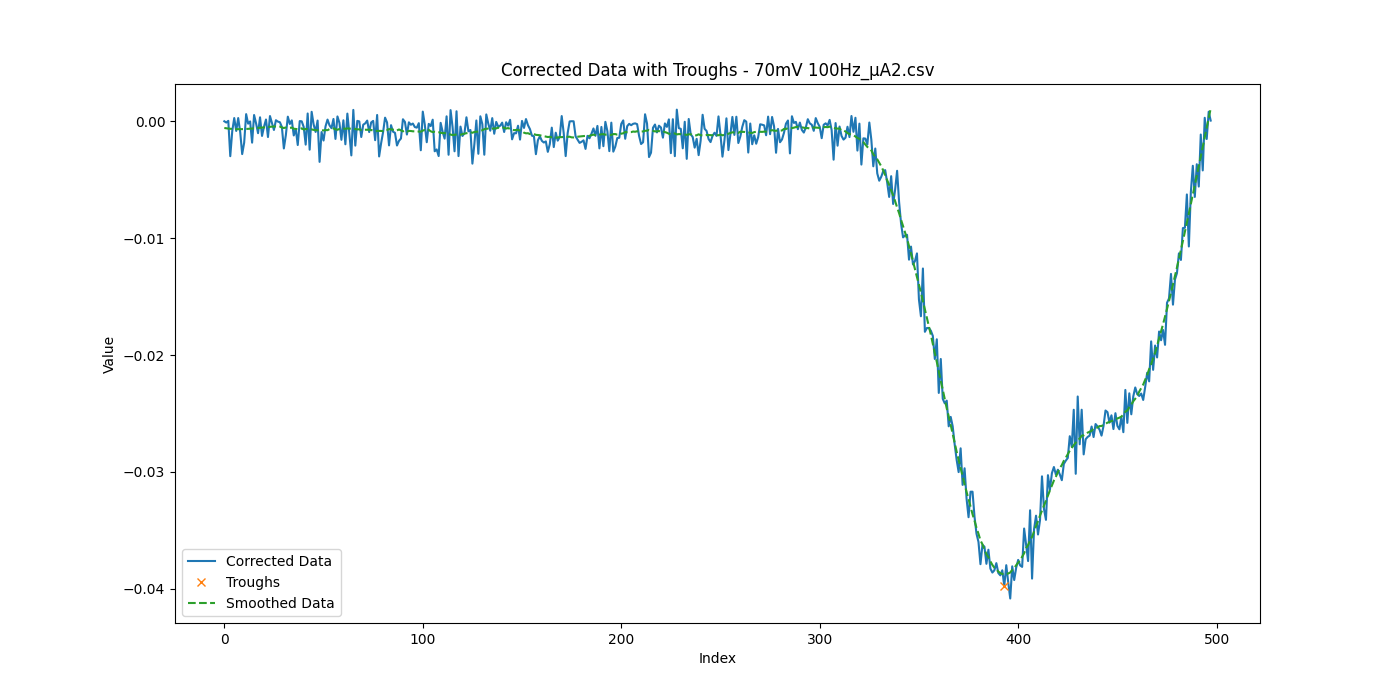 Corrected Data with Troughs - 70mV 100Hz_µA2.csv
0.00
−0.01
−0.02
−0.03
−0.04
Value
Corrected Data
Troughs
Smoothed Data
0
100
200
300
400
500
Index